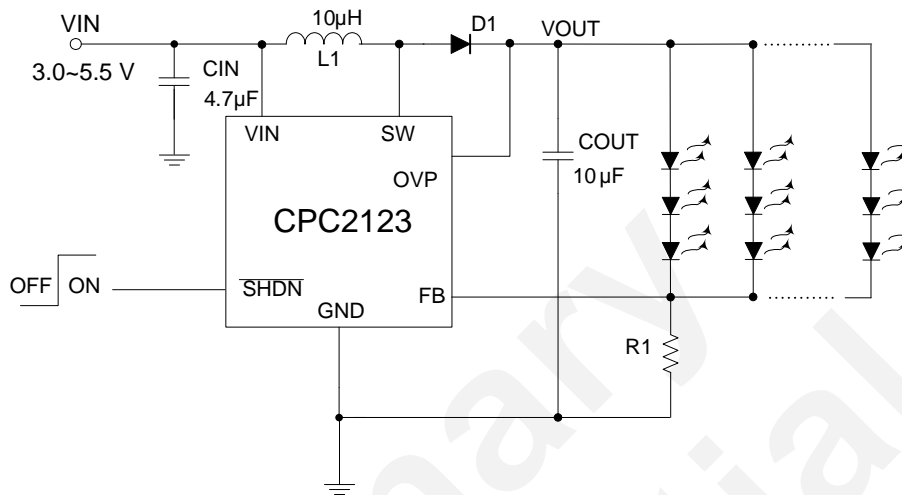 VIN
3.0~5.5 V
10µH
L1
D1
VOUT
CIN
4.7µF
VIN
SW
OVP
COUT
10µF
CPC2123
OFF
ON
SHDN
FB
GND
R1